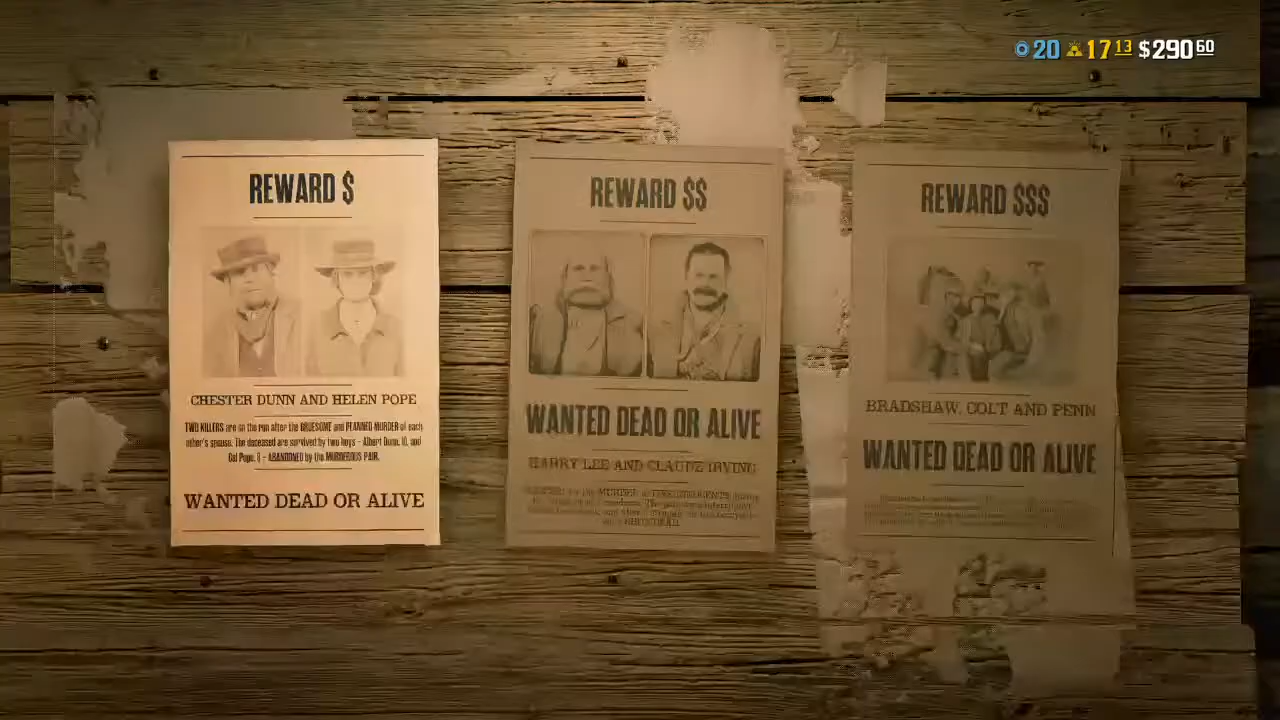 20 17 13 $290 60
REWARD $
CHESTER DUNN AND HELEN POPE
TWO KILLERS are on the run after the GRUESOME and PLANNED MURDER of each
other's spouse. The deceased are survived by two boys - Albert Dunn, 10, and
Cal Pope, 8 - ABANDONED by the MURDEROUS PAIR.
WANTED DEAD OR ALIVE
REWARD $$
WANTED DEAD OR ALIVE
HARRY LEE AND CLAUDE IRVING
REWARD $$$
BRADSHAW, COLT AND PENN
WANTED DEAD OR ALIVE